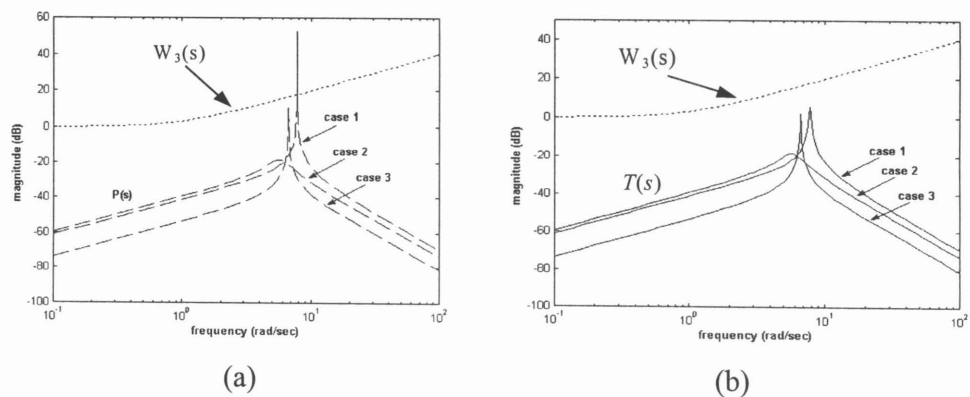 60
40
20
0
-20
-40
-60
-80
-100
magnitude (dB)
W₃(s)
case 1
case 2
case 3
P(s)
10⁻¹
10⁰
10¹
10²
frequency (rad/sec)
(a)
60
40
20
0
-20
-40
-60
-80
-100
magnitude (dB)
W₃(s)
case 1
case 2
case 3
T(s)
10⁻¹
10⁰
10¹
10²
frequency (rad/sec)
(b)